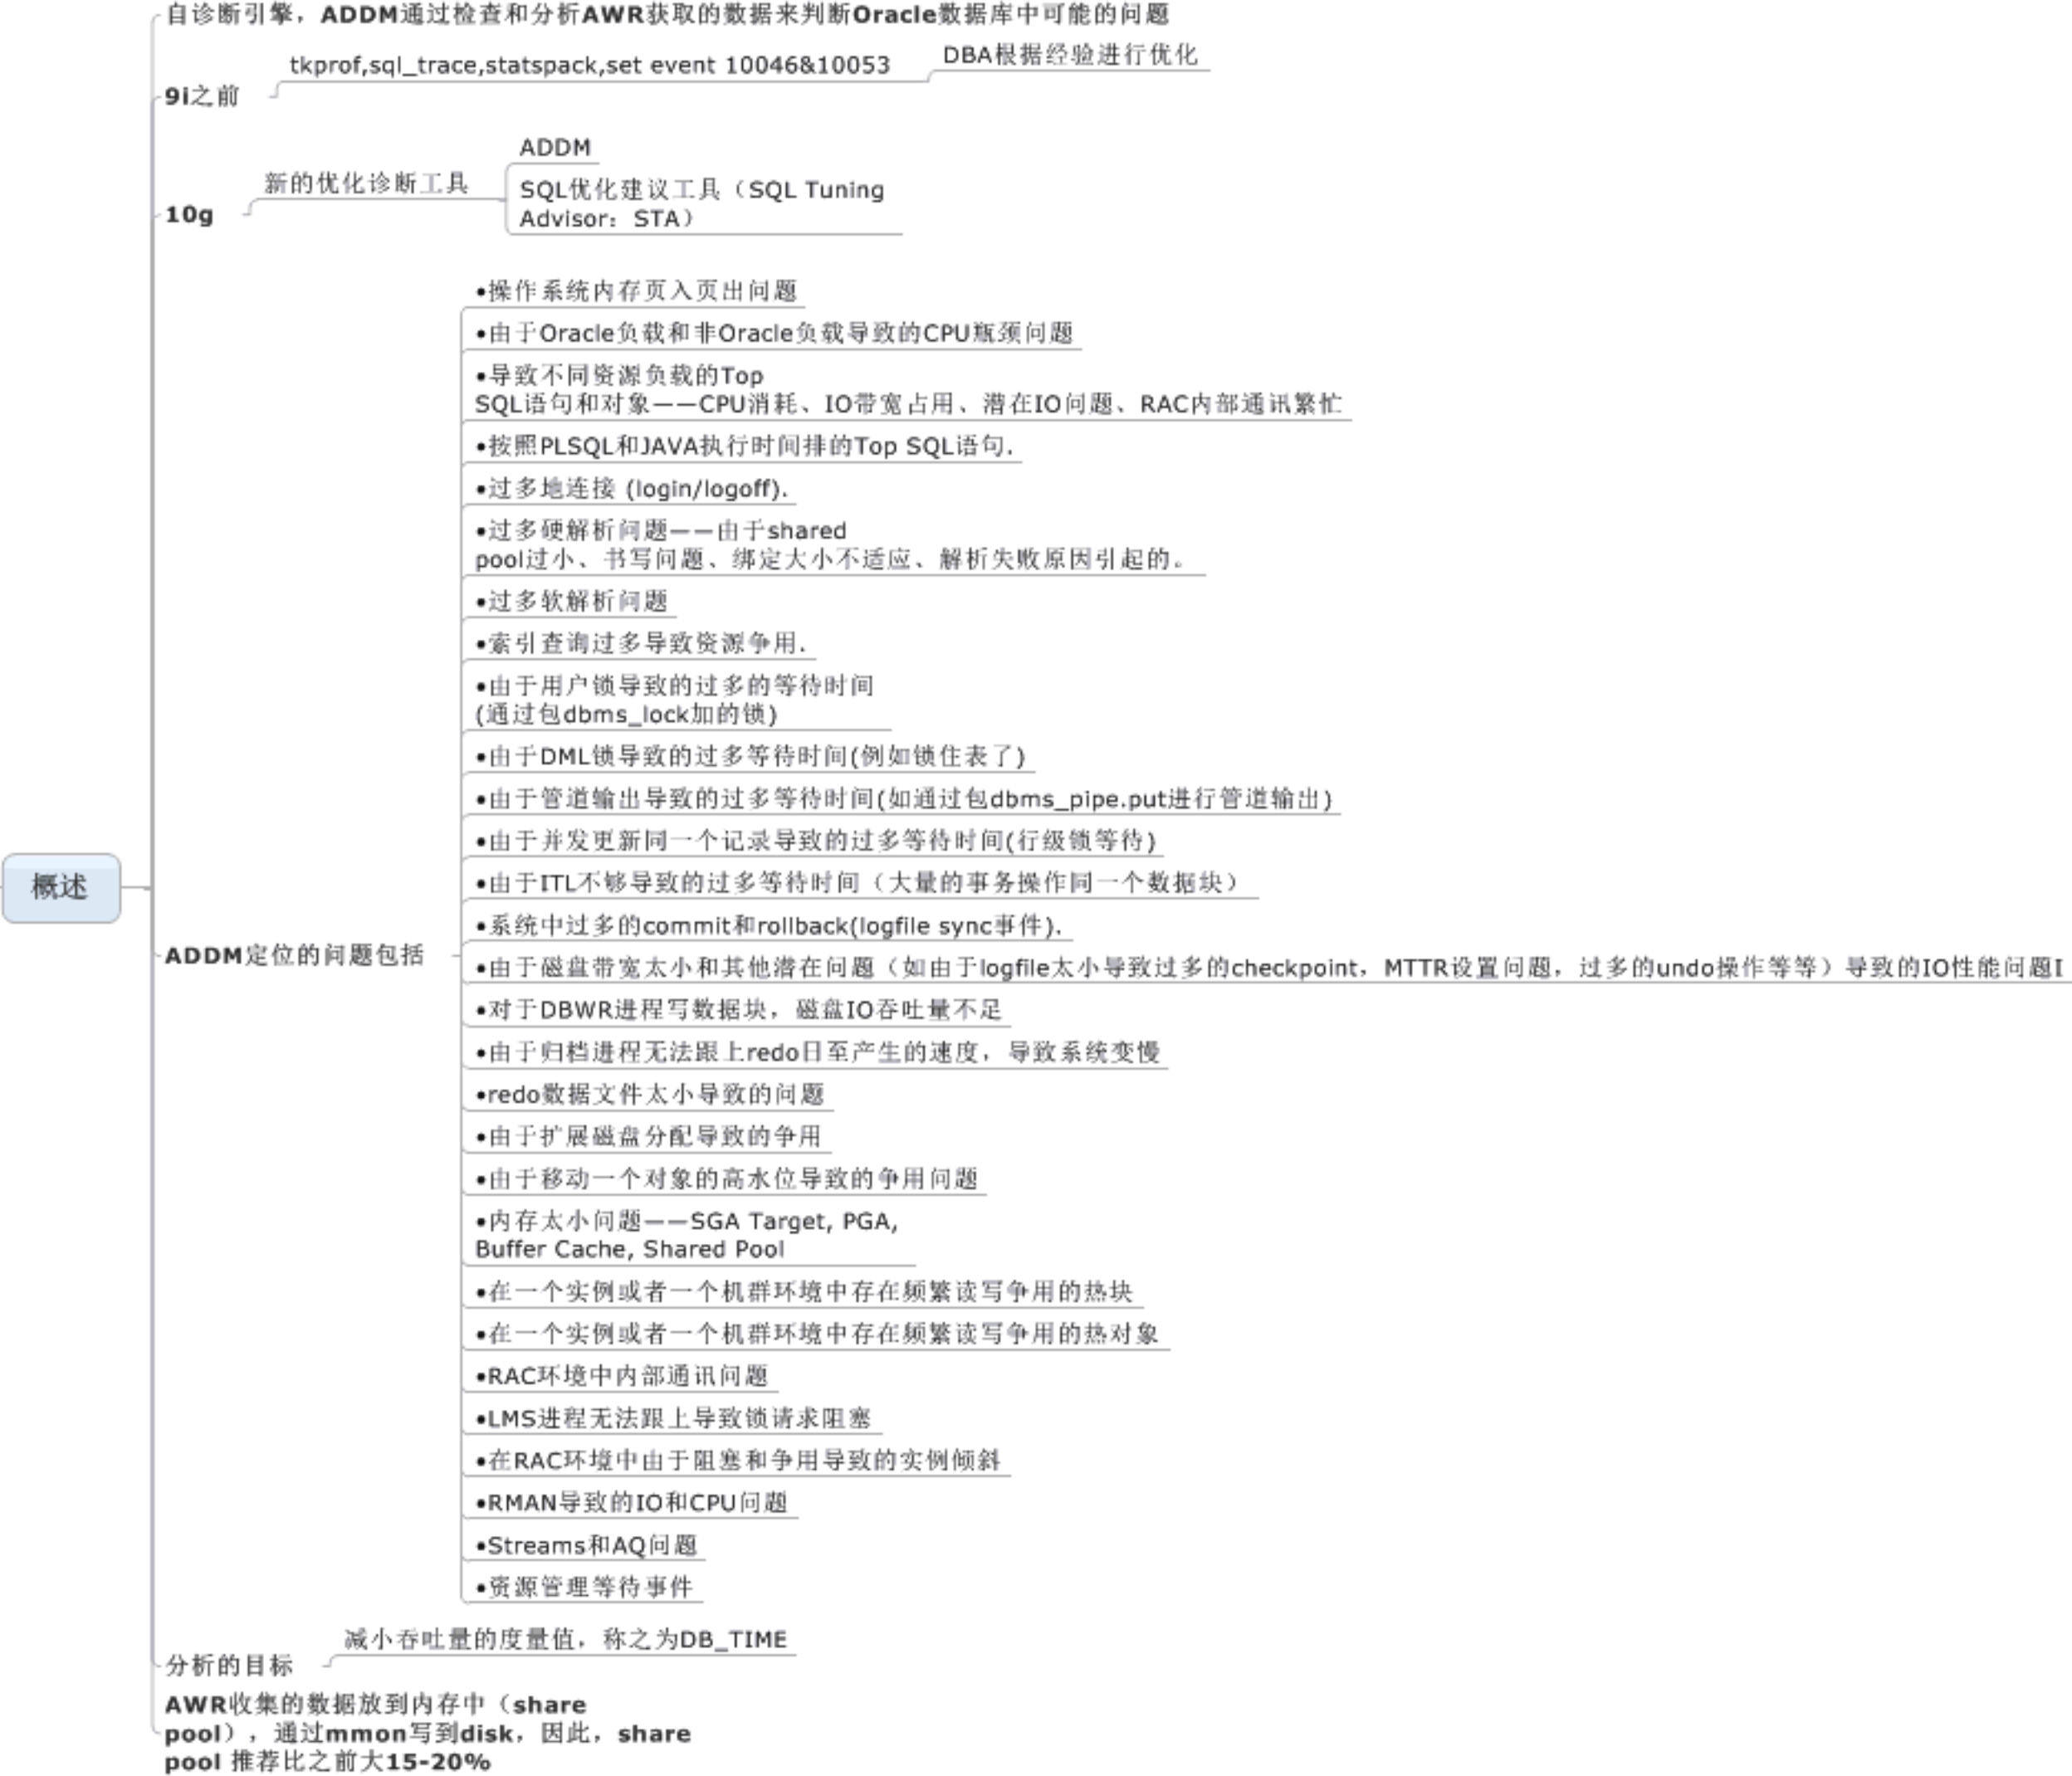 自诊断引擎，ADDM通过检查和分析AWR获取的数据来判断Oracle数据库中可能的问题
9i之前
tkprof,sql_trace,statspack,set event 10046&10053
DBA根据经验进行优化
10g
新的优化诊断工具
ADDM
SQL优化建议工具（SQL Tuning
Advisor：STA）
概述
ADDM定位的问题包括
•操作系统内存页入页出问题
•由于Oracle负载和非Oracle负载导致的CPU瓶颈问题
•导致不同资源负载的Top
SQL语句和对象——CPU消耗、IO带宽占用、潜在IO问题、RAC内部通讯繁忙
•按照PLSQL和JAVA执行时间排的Top SQL语句.
•过多地连接 (login/logoff).
•过多硬解析问题——由于shared
pool过小、书写问题、绑定大小不适应、解析失败原因引起的。
•过多软解析问题
•索引查询过多导致资源争用.
•由于用户锁导致的过多的等待时间
(通过包dbms_lock加的锁)
•由于DML锁导致的过多等待时间(例如锁住表了)
•由于管道输出导致的过多等待时间(如通过包dbms_pipe.put进行管道输出)
•由于并发更新同一个记录导致的过多等待时间(行级锁等待)
•由于ITL不够导致的过多等待时间（大量的事务操作同一个数据块）
•系统中过多的commit和rollback(logfile sync事件).
•由于磁盘带宽太小和其他潜在问题（如由于logfile太小导致过多的checkpoint，MTTR设置问题，过多的undo操作等等）导致的IO性能问题I
•对于DBWR进程写数据块，磁盘IO吞吐量不足
•由于归档进程无法跟上redo日至产生的速度，导致系统变慢
•redo数据文件太小导致的问题
•由于扩展磁盘分配导致的争用
•由于移动一个对象的高水位导致的争用问题
•内存太小问题——SGA Target, PGA,
Buffer Cache, Shared Pool
•在一个实例或者一个机群环境中存在频繁读写争用的热块
•在一个实例或者一个机群环境中存在频繁读写争用的热对象
•RAC环境中内部通讯问题
•LMS进程无法跟上导致锁请求阻塞
•在RAC环境中由于阻塞和争用导致的实例倾斜
•RMAN导致的IO和CPU问题
•Streams和AQ问题
•资源管理等待事件
分析的目标
减小吞吐量的度量值，称之为DB_TIME
AWR收集的数据放到内存中（share
pool），通过mmon写到disk，因此，share
pool 推荐比之前大15-20%